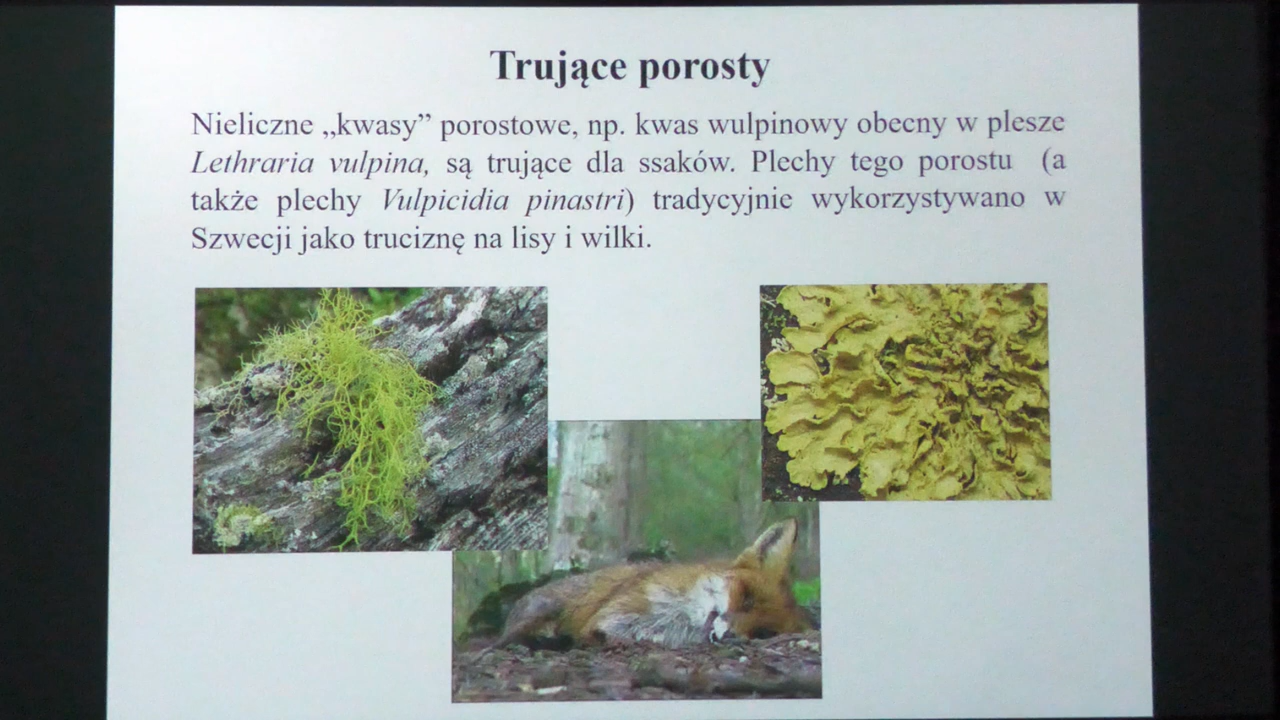 Trujące porosty
Nieliczne „kwasy” porostowe, np. kwas wulpinowy obecny w plesze
Lethraria vulpina, są trujące dla ssaków. Plechy tego porostu (a
także plechy Vulpicidia pinastri) tradycyjnie wykorzystywano w
Szwecji jako truciznę na lisy i wilki.